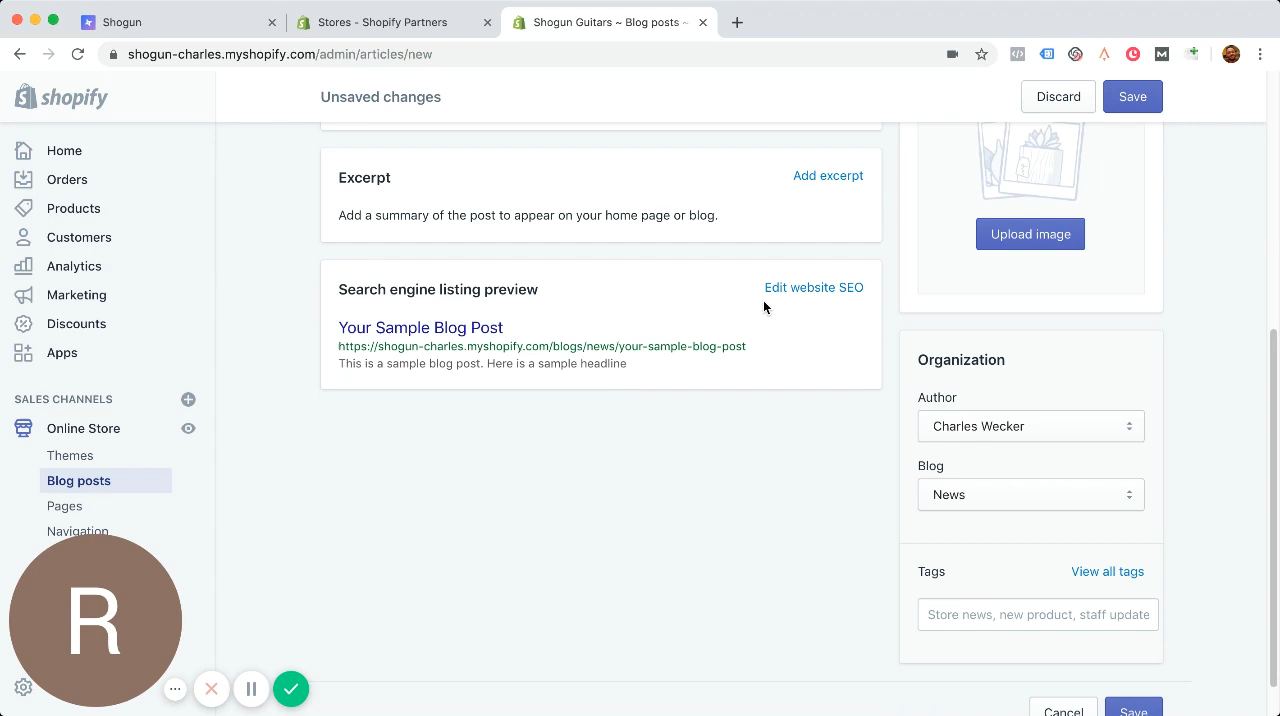 Shogun
Stores - Shopify Partners
Shogun Guitars ~ Blog posts ~
shogun-charles.myshopify.com/admin/articles/new
shopify
Unsaved changes
Discard
Save
Home
Orders
Products
Customers
Analytics
Marketing
Discounts
Apps
SALES CHANNELS
Online Store
Themes
Blog posts
Pages
Navigation
R
Excerpt
Add excerpt
Add a summary of the post to appear on your home page or blog.
Search engine listing preview
Edit website SEO
Your Sample Blog Post
https://shogun-charles.myshopify.com/blogs/news/your-sample-blog-post
This is a sample blog post. Here is a sample headline
Upload image
Organization
Author
Charles Wecker
Blog
News
Tags
View all tags
Store news, new product, staff update
Cancel
Save